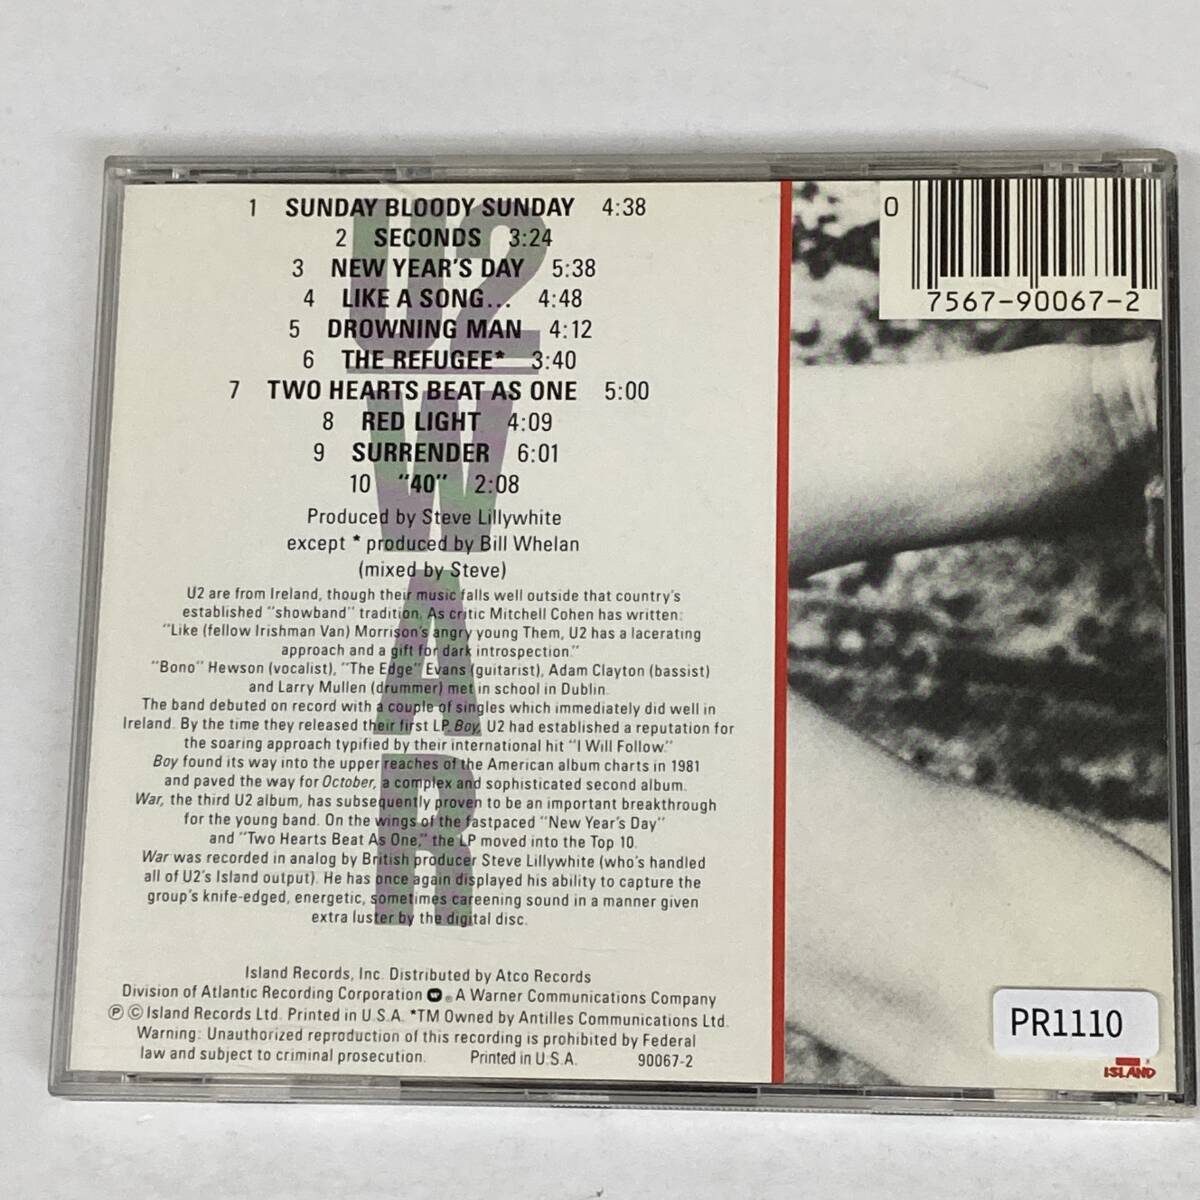 1 SUNDAY BLOODY SUNDAY 4:38
2 SECONDS 3:24
3 NEW YEAR'S DAY 5:38
4 LIKE A SONG... 4:48
5 DROWNING MAN 4:12
6 THE REFUGEE* 3:40
7 TWO HEARTS BEAT AS ONE 5:00
8 RED LIGHT 4:09
9 SURRENDER 6:01
10 "40" 2:08
Produced by Steve Lillywhite
except * produced by Bill Whelan
(mixed by Steve)
U2 are from Ireland, though their music falls well outside that country's
established "showband" tradition. As critic Mitchell Cohen has written:
"Like (fellow Irishman Van) Morrison's angry young Them, U2 has a lacerating
approach and a gift for dark introspection."
"Bono" Hewson (vocalist), "The Edge" Evans (guitarist), Adam Clayton (bassist)
and Larry Mullen (drummer) met in school in Dublin.
The band debuted on record with a couple of singles which immediately did well in
Ireland. By the time they released their first LP, Boy, U2 had established a reputation for
the soaring approach typified by their international hit "I Will Follow."
Boy found its way into the upper reaches of the American album charts in 1981
and paved the way for October, a complex and sophisticated second album.
War, the third U2 album, has subsequently proven to be an important breakthrough
for the young band. On the wings of the fastpaced "New Year's Day"
and "Two Hearts Beat As One," the LP moved into the Top 10.
War was recorded in analog by British producer Steve Lillywhite (who's handled
all of U2's Island output). He has once again displayed his ability to capture the
group's knife-edged, energetic, sometimes careening sound in a manner given
extra luster by the digital disc.
Island Records, Inc. Distributed by Atco Records
Division of Atlantic Recording Corporation ® A Warner Communications Company
℗ © Island Records Ltd. Printed in U.S.A. *TM Owned by Antilles Communications Ltd.
Warning: Unauthorized reproduction of this recording is prohibited by Federal
law and subject to criminal prosecution. Printed in U.S.A. 90067-2
U2
WAR
0
7567-90067-2
PR1110
ISLAND